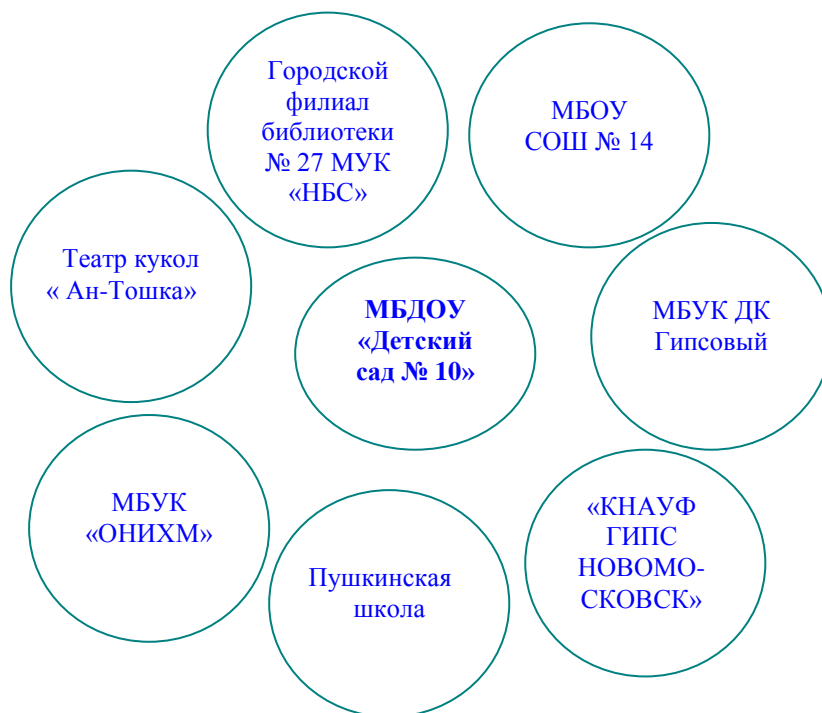 Городской
филиал
библиотеки
№ 27 МУК
«НБС»
МБОУ
СОШ № 14
Театр кукол
« Ан-Тошка»
МБДОУ
«Детский
сад № 10»
МБУК ДК
Гипсовый
МБУК
«ОНИХМ»
Пушкинская
школа
«КНАУФ
ГИПС
НОВОМО-
СКОВСК»